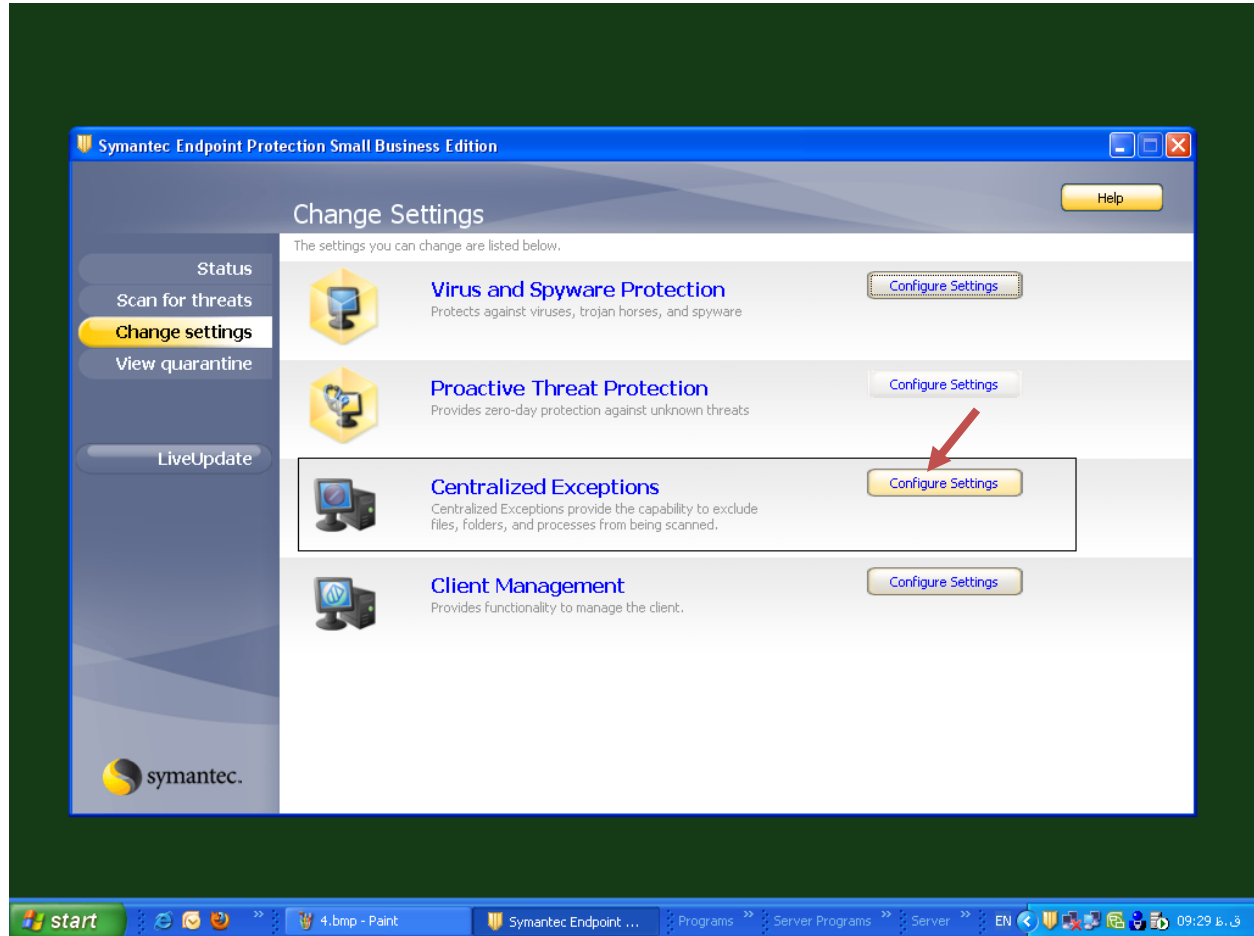 Symantec Endpoint Protection Small Business Edition
Help
Change Settings
The settings you can change are listed below.
Status
Scan for threats
Change settings
View quarantine
LiveUpdate
Virus and Spyware Protection
Protects against viruses, trojan horses, and spyware
Configure Settings
Proactive Threat Protection
Provides zero-day protection against unknown threats
Configure Settings
Centralized Exceptions
Centralized Exceptions provide the capability to exclude
files, folders, and processes from being scanned.
Configure Settings
Client Management
Provides functionality to manage the client.
Configure Settings
symantec.
start
4.bmp - Paint
Symantec Endpoint ...
Programs
Server Programs
Server
EN
09:29 ق.ظ